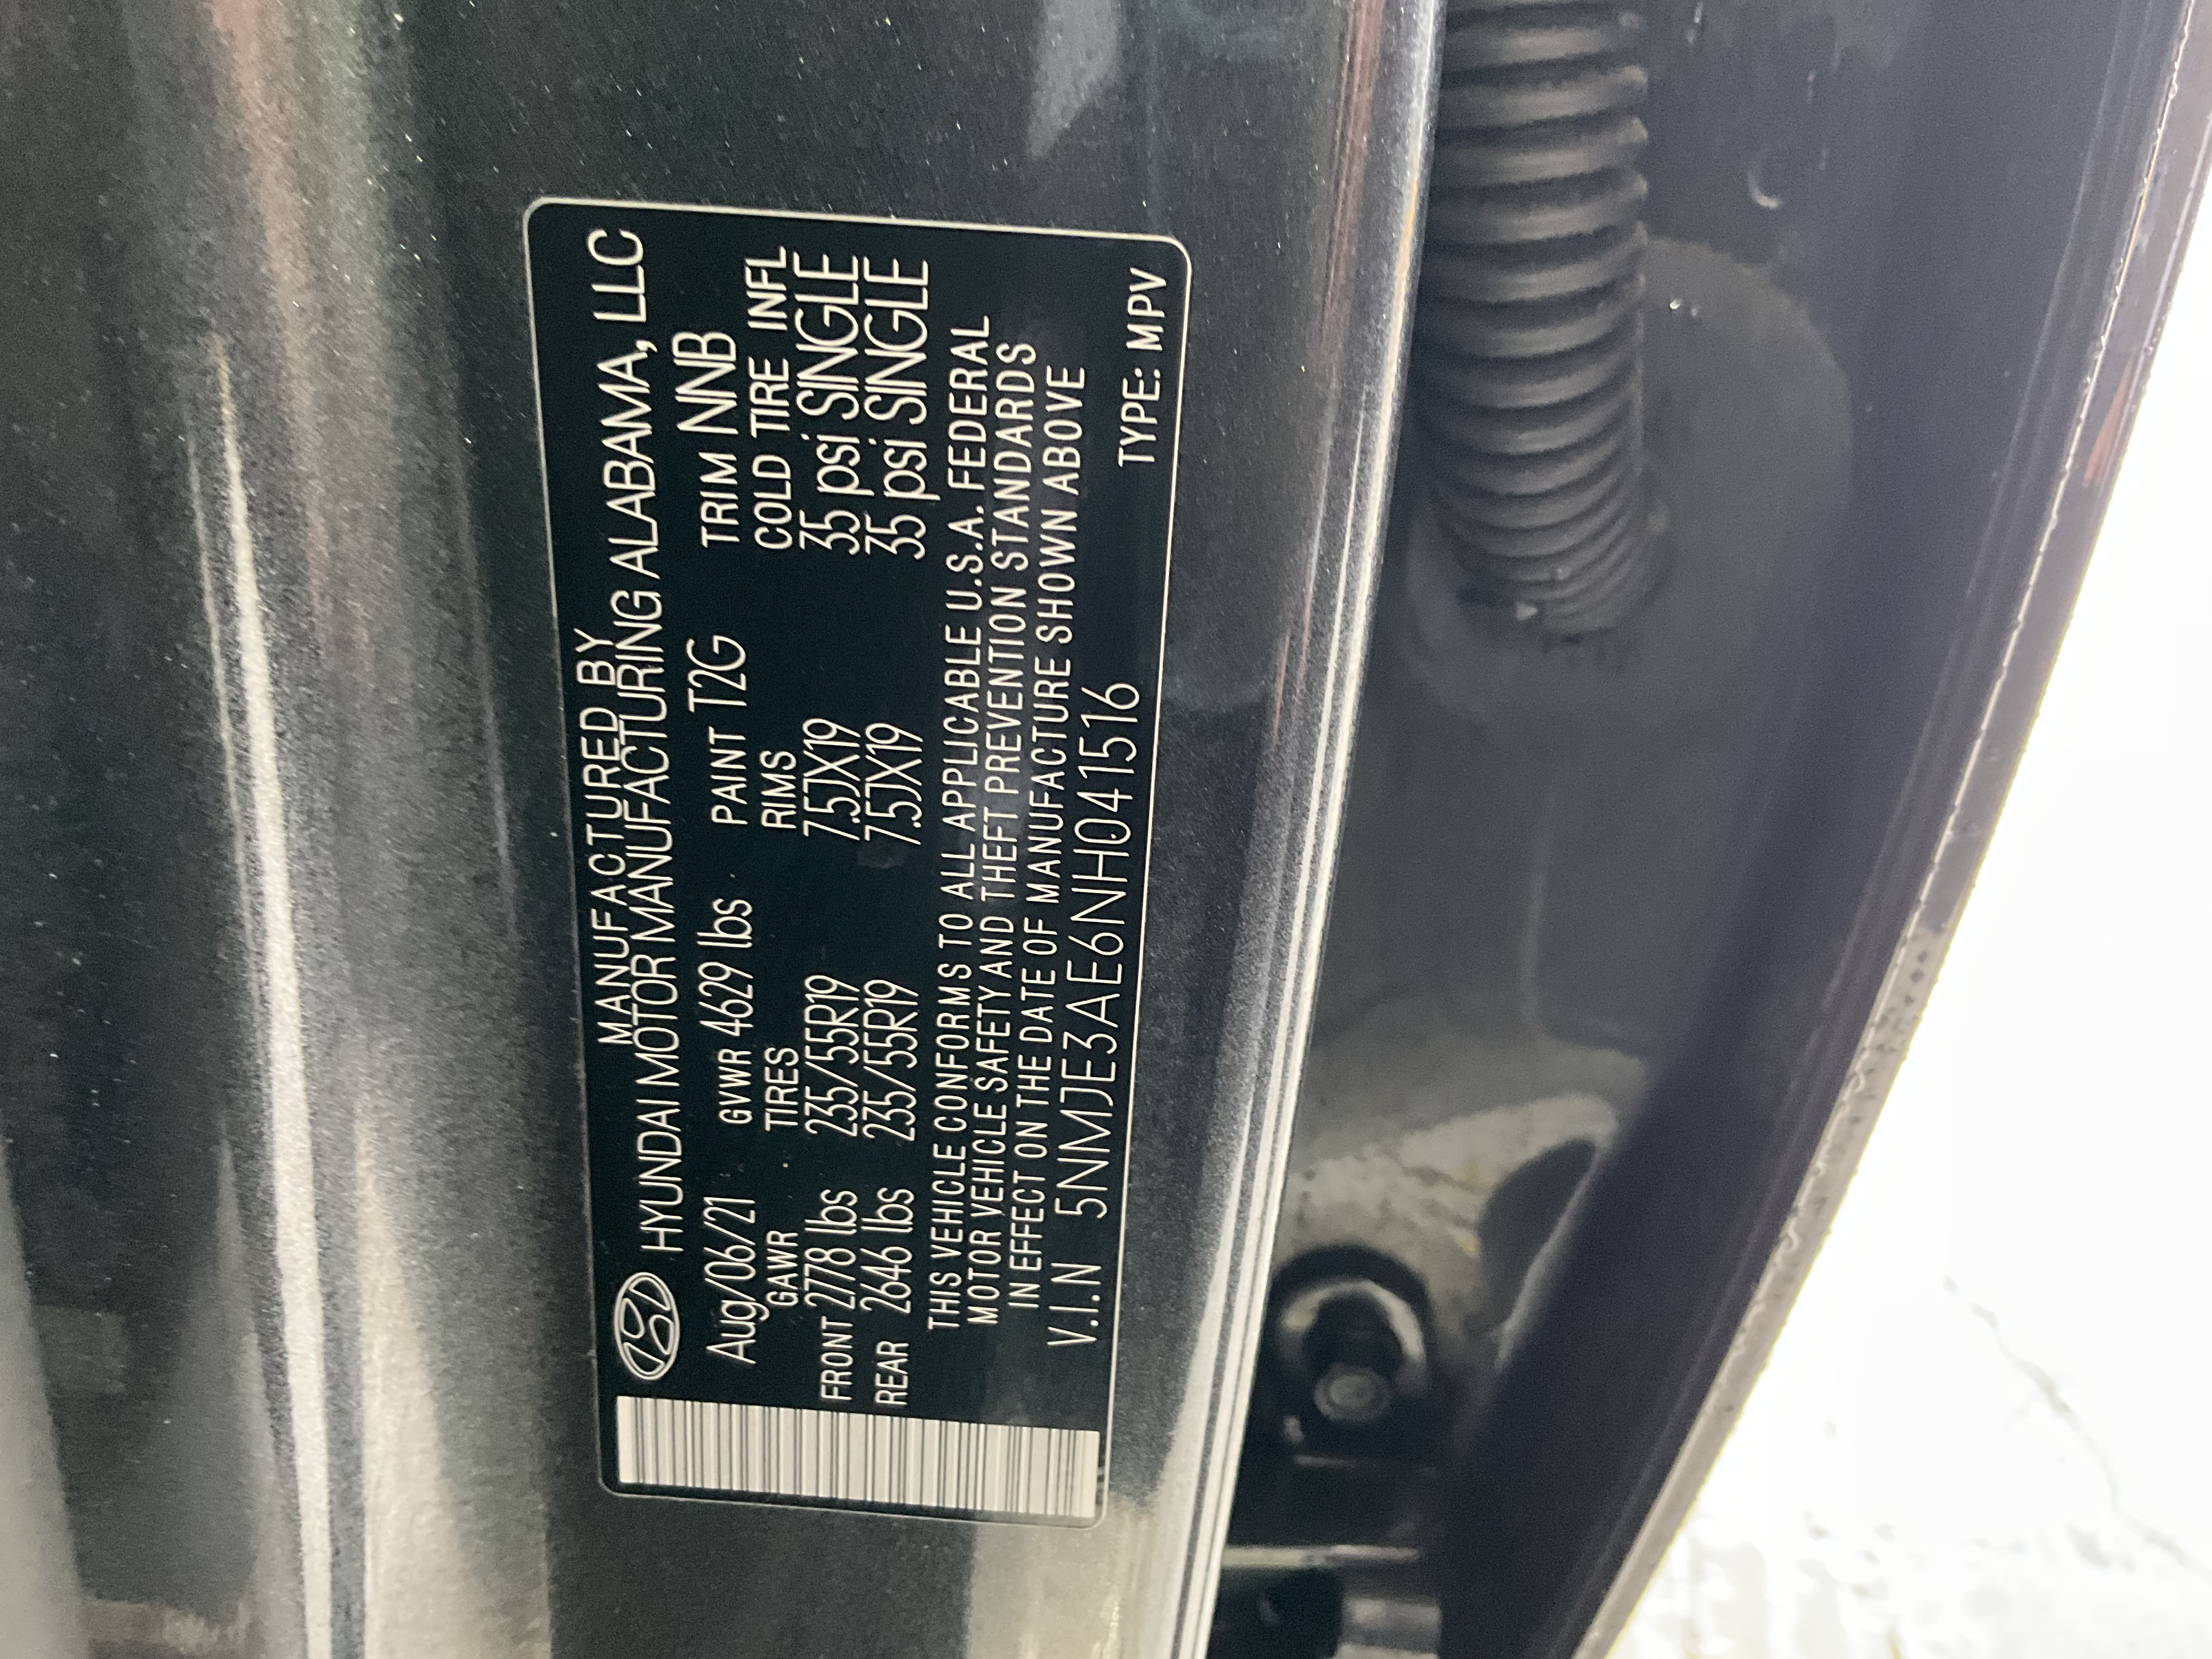 MANUFACTURED BY
HYUNDAI MOTOR MANUFACTURING ALABAMA, LLC
Aug/06/21 GVWR 4629 lbs PAINT T2G TRIM NNB
GAWR TIRES RIMS COLD TIRE INFL
FRONT 2778 lbs 235/55R19 7.5JX19 35 psi SINGLE
REAR 2646 lbs 235/55R19 7.5JX19 35 psi SINGLE
THIS VEHICLE CONFORMS TO ALL APPLICABLE U.S.A. FEDERAL
MOTOR VEHICLE SAFETY AND THEFT PREVENTION STANDARDS
IN EFFECT ON THE DATE OF MANUFACTURE SHOWN ABOVE
V.I.N 5NMJE3AE6NH041516 TYPE: MPV